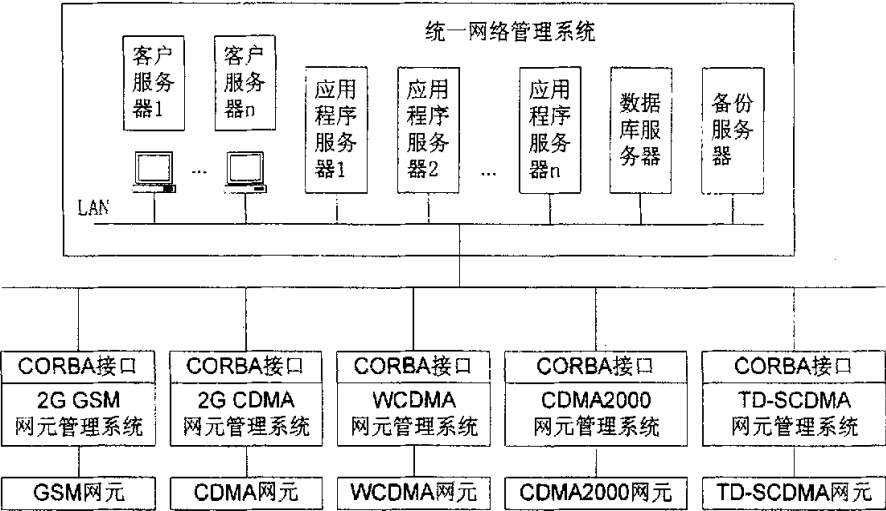 统一网络管理系统
客户
服务
器1
客户
服务
器n
应用
程序
服务
器1
应用
程序
服务
器2
应用
程序
服务
器n
数据
库服
务器
备份
服务
器
...
...
LAN
CORBA接口
2G GSM
网元管理系统
GSM网元
CORBA接口
2G CDMA
网元管理系统
CDMA网元
CORBA接口
WCDMA
网元管理系统
WCDMA网元
CORBA接口
CDMA2000
网元管理系统
CDMA2000网元
CORBA接口
TD-SCDMA
网元管理系统
TD-SCDMA网元